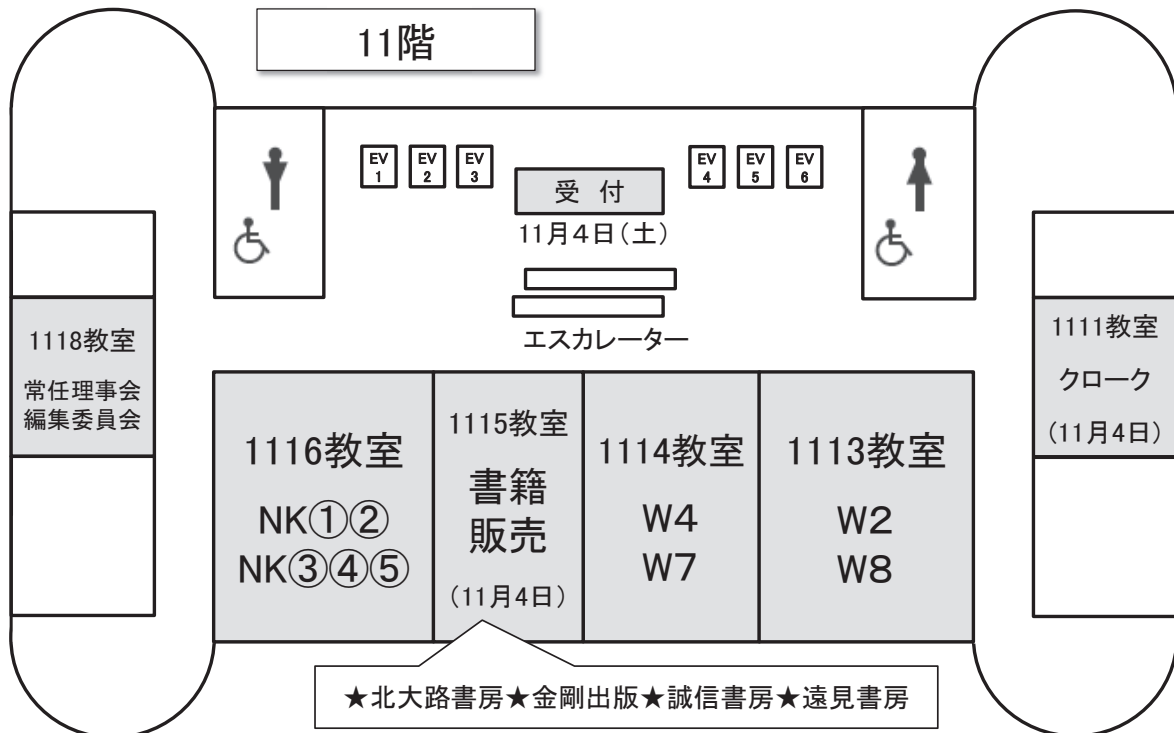 11階
EV
1
EV
2
EV
3
受 付
EV
4
EV
5
EV
6
11月4日(土)
エスカレーター
1118教室
常任理事会
編集委員会
1116教室
NK①②
NK③④⑤
1115教室
書籍
販売
(11月4日)
1114教室
W4
W7
1113教室
W2
W8
1111教室
クローク
(11月4日)
★北大路書房★金剛出版★誠信書房★遠見書房